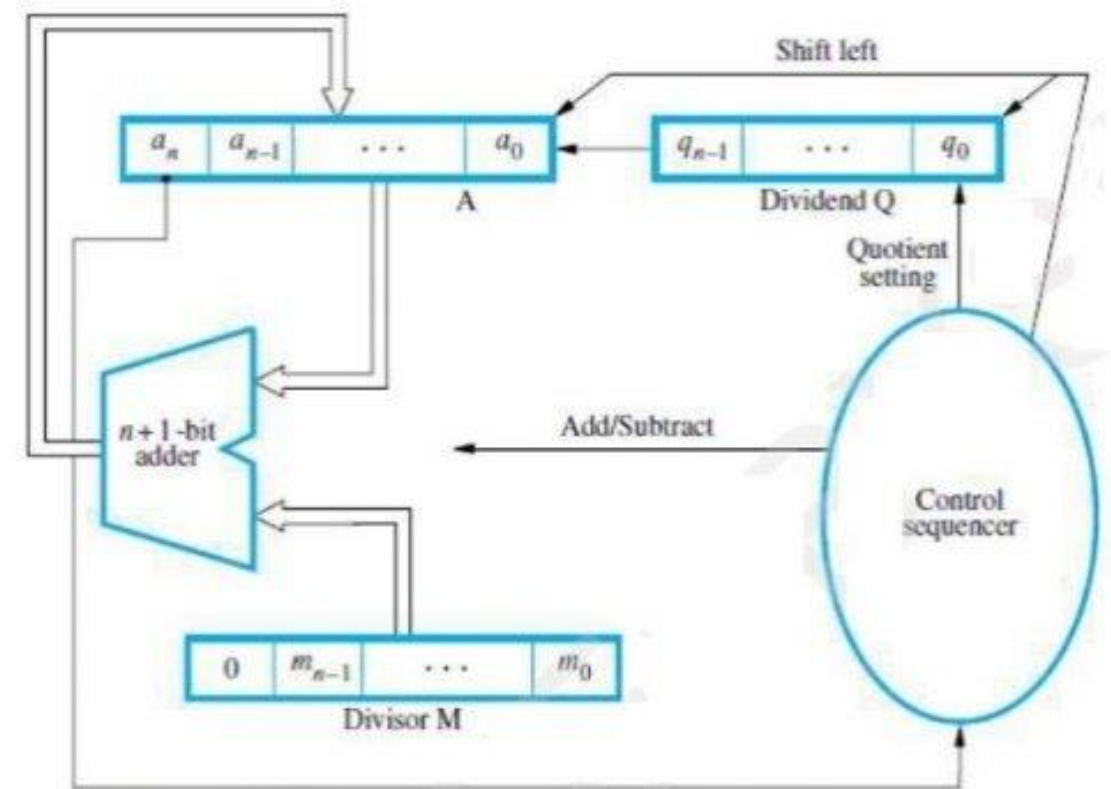 Shift left
aₙ aₙ₋₁ · · · a₀
qₙ₋₁ · · · q₀
A
Dividend Q
Quotient
setting
n + 1 -bit
adder
Add/Subtract
Control
sequencer
0 mₙ₋₁ · · · m₀
Divisor M